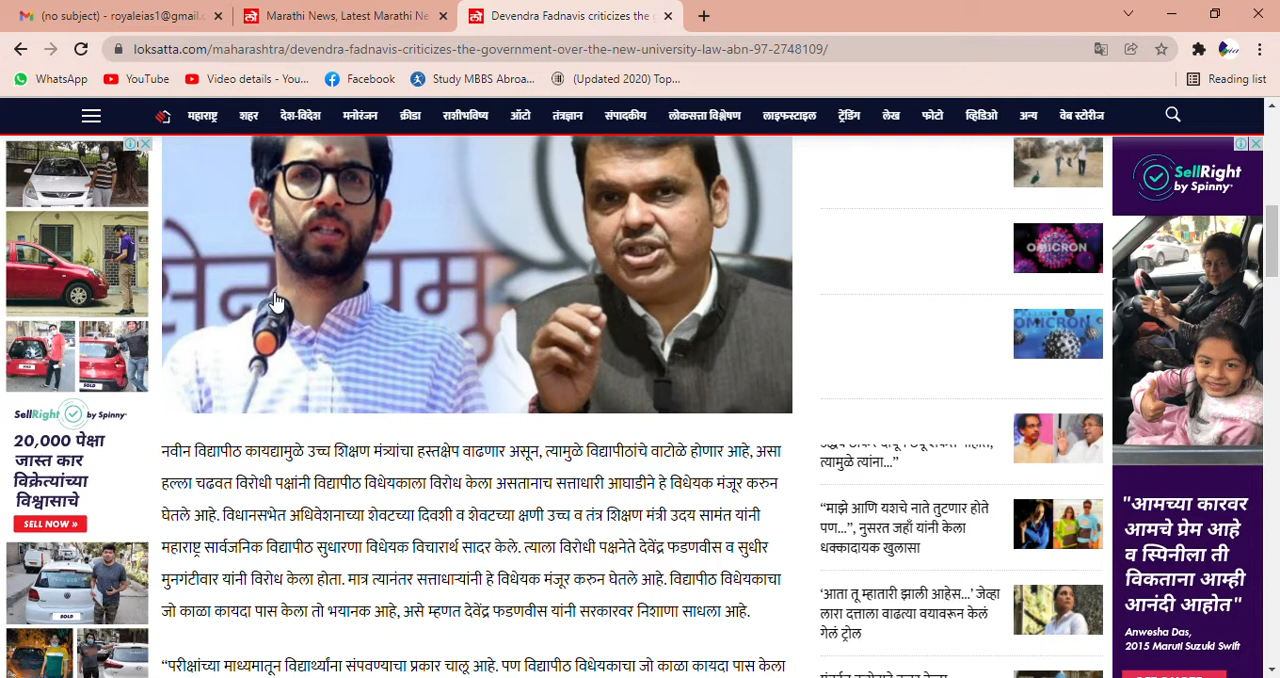 (no subject) - royaleias1@gmail.c
Marathi News, Latest Marathi Ne
Devendra Fadnavis criticizes the g
loksatta.com/maharashtra/devendra-fadnavis-criticizes-the-government-over-the-new-university-law-abn-97-2748109/
WhatsApp
YouTube
Video details - You...
Facebook
Study MBBS Abroa...
(Updated 2020) Top...
Reading list
महाराष्ट्र
शहर
देश-विदेश
मनोरंजन
क्रीडा
राशीभविष्य
ऑटो
तंत्रज्ञान
संपादकीय
लोकसत्ता विश्लेषण
लाइफस्टाइल
ट्रेंडिंग
लेख
फोटो
व्हिडिओ
अन्य
वेब स्टोरीज
SellRight by Spinny
20,000 पेक्षा
जास्त कार
विक्रेत्यांच्या
विश्वासाचे
SELL NOW »
SOLD
SOLD
नवीन विद्यापीठ कायद्यामुळे उच्च शिक्षण मंत्र्यांचा हस्तक्षेप वाढणार असून, त्यामुळे विद्यापीठांचे वाटोळे होणार आहे, असा
हल्ला चढवत विरोधी पक्षांनी विद्यापीठ विधेयकाला विरोध केला असतानाच सत्ताधारी आघाडीने हे विधेयक मंजूर करुन
घेतले आहे. विधानसभेत अधिवेशनाच्या शेवटच्या दिवशी व शेवटच्या क्षणी उच्च व तंत्र शिक्षण मंत्री उदय सामंत यांनी
महाराष्ट्र सार्वजनिक विद्यापीठ सुधारणा विधेयक विचारार्थ सादर केले. त्याला विरोधी पक्षनेते देवेंद्र फडणवीस व सुधीर
मुनगंटीवार यांनी विरोध केला होता. मात्र त्यानंतर सत्ताधाऱ्यांनी हे विधेयक मंजूर करुन घेतले आहे. विद्यापीठ विधेयकाचा
जो काळा कायदा पास केला तो भयानक आहे, असे म्हणत देवेंद्र फडणवीस यांनी सरकारवर निशाणा साधला आहे.
“परीक्षांच्या माध्यमातून विद्यार्थ्यांना संपवण्याचा प्रकार चालू आहे. पण विद्यापीठ विधेयकाचा जो काळा कायदा पास केला
OMICRON
OMICRON
त्यामुळे त्यांना...”
“माझे आणि यशचे नाते तुटणार होते
पण...”, नुसरत जहाँ यांनी केला
धक्कादायक खुलासा
‘आता तू म्हातारी झाली आहेस...’ जेव्हा
लारा दत्ताला वाढत्या वयावरून केलं
गेलं ट्रोल
SellRight
by Spinny
"आमच्या कारवर
आमचे प्रेम आहे
व स्पिनीला ती
विकताना आम्ही
आनंदी आहोत"
Anwesha Das,
2015 Maruti Suzuki Swift